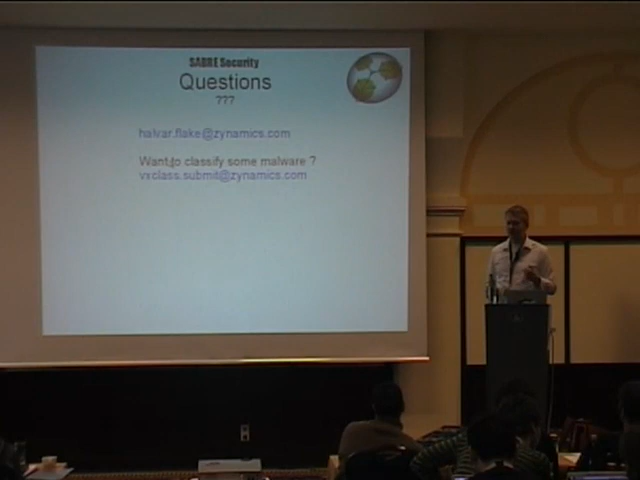 SABRE Security
Questions
???
halvar.flake@zynamics.com
Want to classify some malware ?
vxclass.submit@zynamics.com